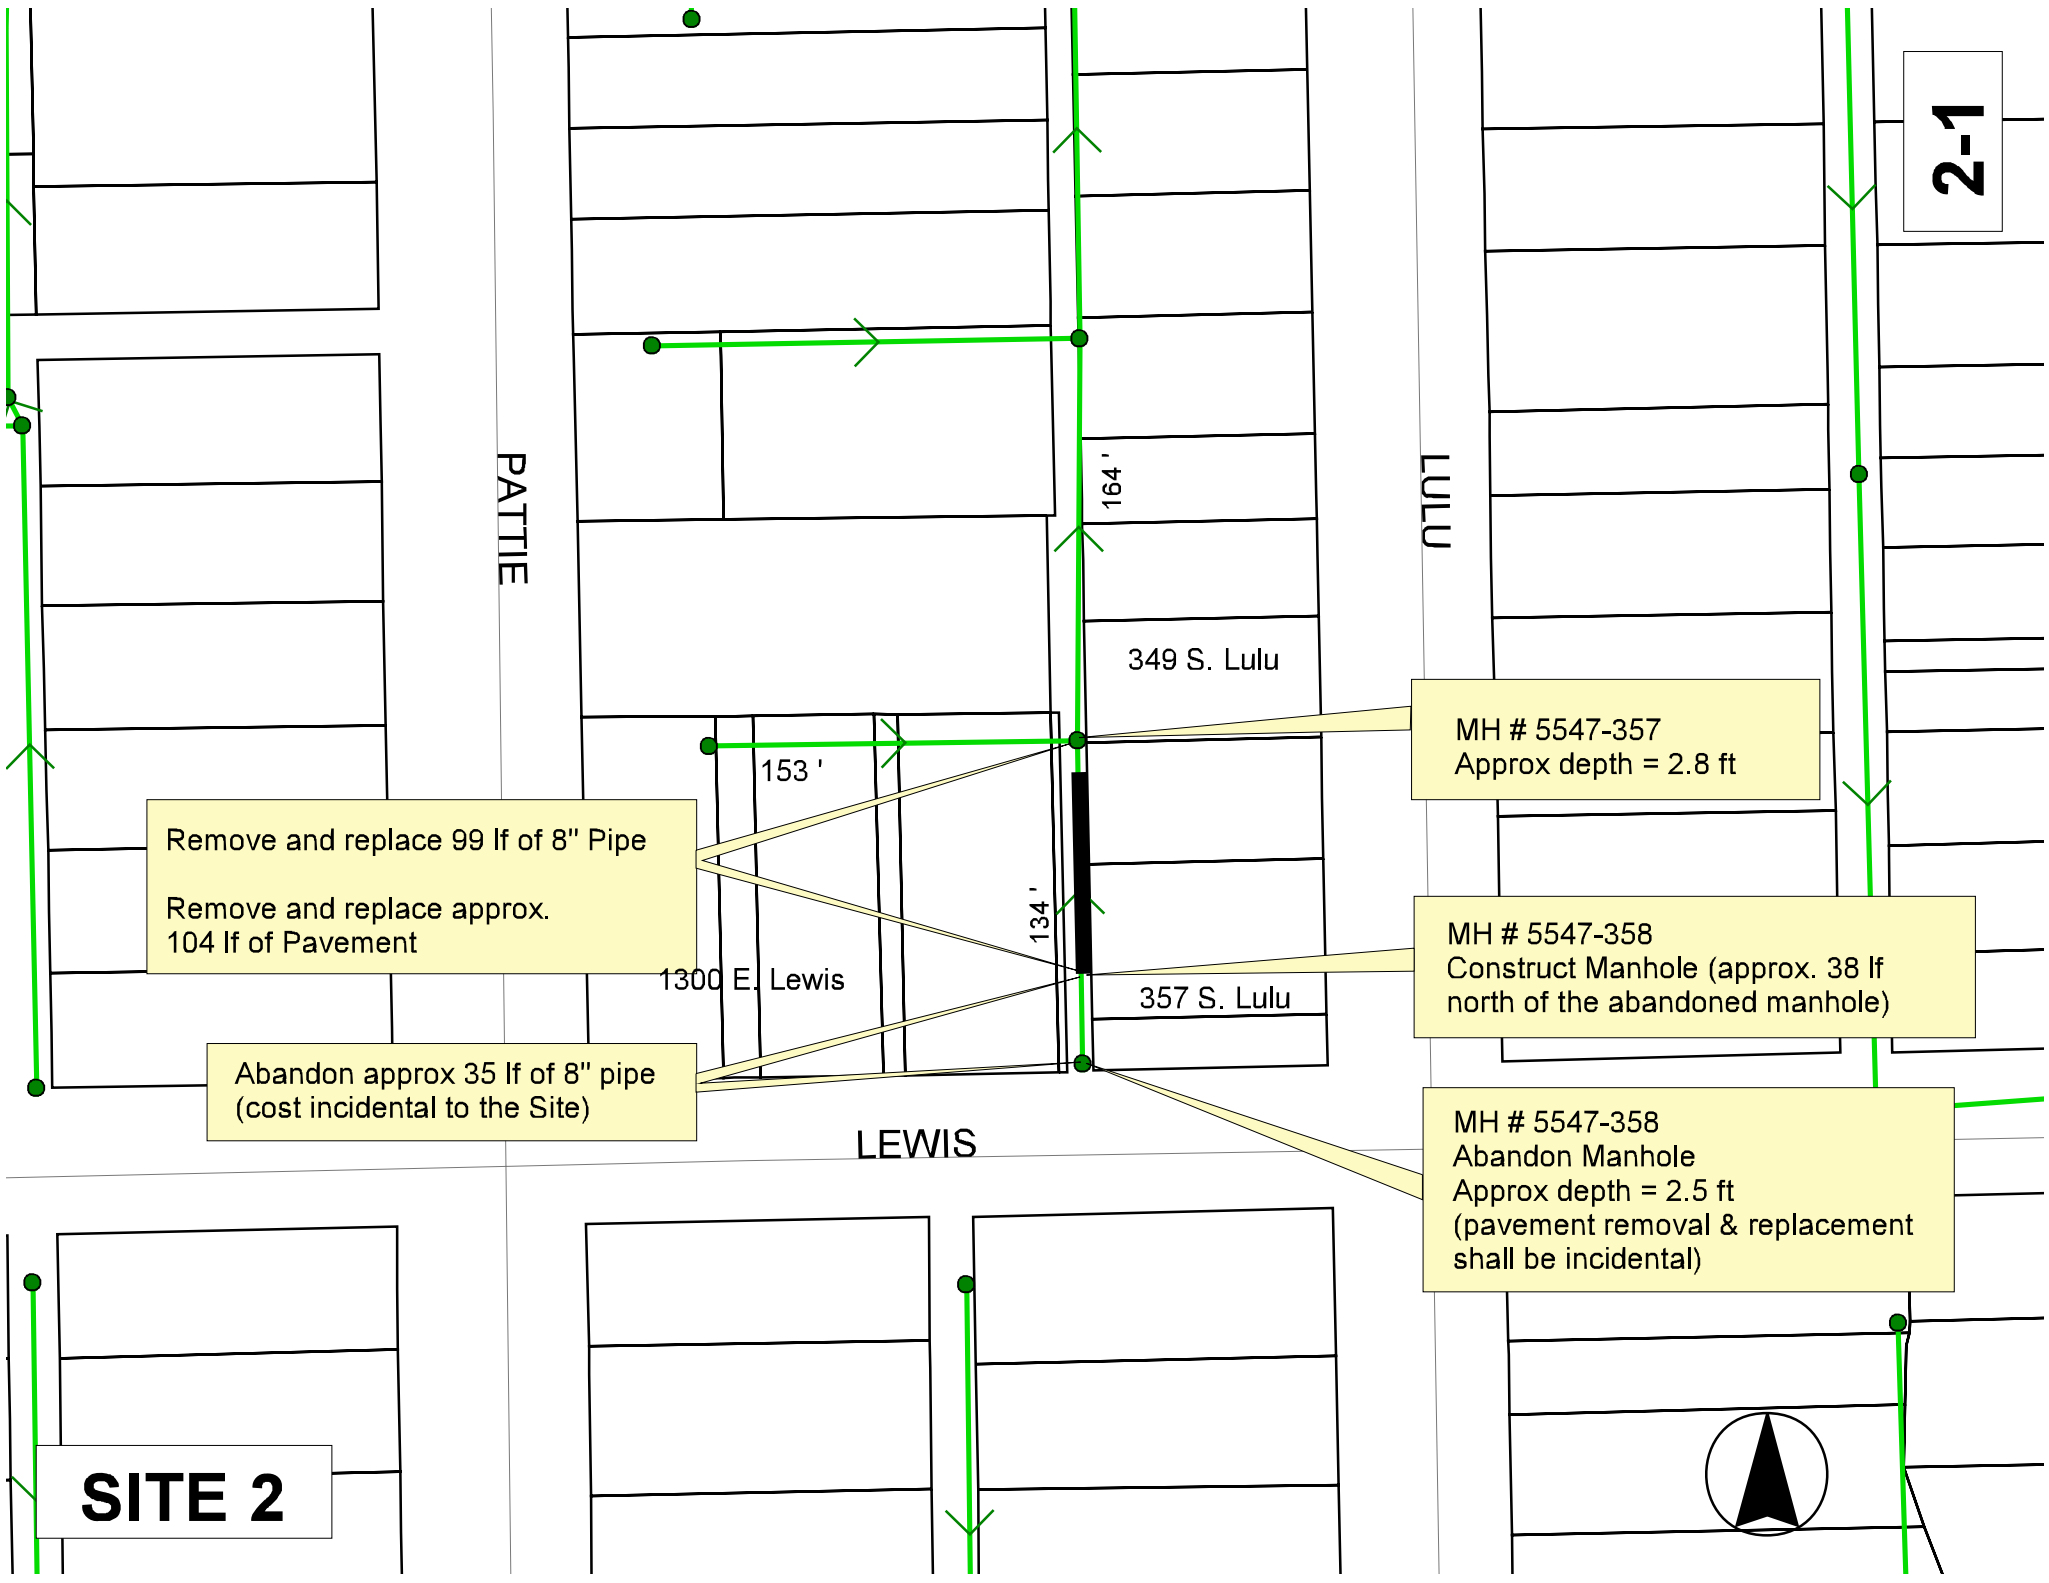 2-1
PATTIE
LULU
164 '
349 S. Lulu
MH # 5547-357
Approx depth = 2.8 ft
153 '
Remove and replace 99 lf of 8" Pipe
Remove and replace approx.
104 lf of Pavement
134 '
MH # 5547-358
Construct Manhole (approx. 38 lf
north of the abandoned manhole)
1300 E. Lewis
357 S. Lulu
Abandon approx 35 lf of 8" pipe
(cost incidental to the Site)
LEWIS
MH # 5547-358
Abandon Manhole
Approx depth = 2.5 ft
(pavement removal & replacement
shall be incidental)
SITE 2